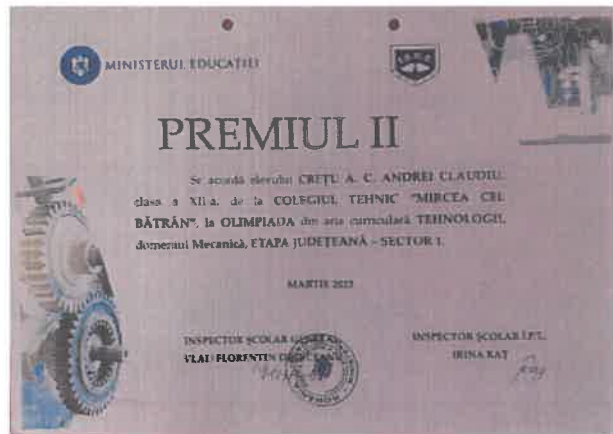 MINISTERUL EDUCAȚIEI
PREMIUL II
Se acordă elevului CREȚU A. C. ANDREI CLAUDIU,
clasa a XII-a, de la COLEGIUL TEHNIC "MIRCEA CEL
BĂTRÂN", la OLIMPIADA din aria curriculară TEHNOLOGII,
domeniul Mecanică, ETAPA JUDEȚEANĂ – SECTOR 1.
MARTIE 2023
INSPECTOR ȘCOLAR
VLAD FLORENTIN
INSPECTOR ȘCOLAR Î.P.T.,
IRINA KAȚ